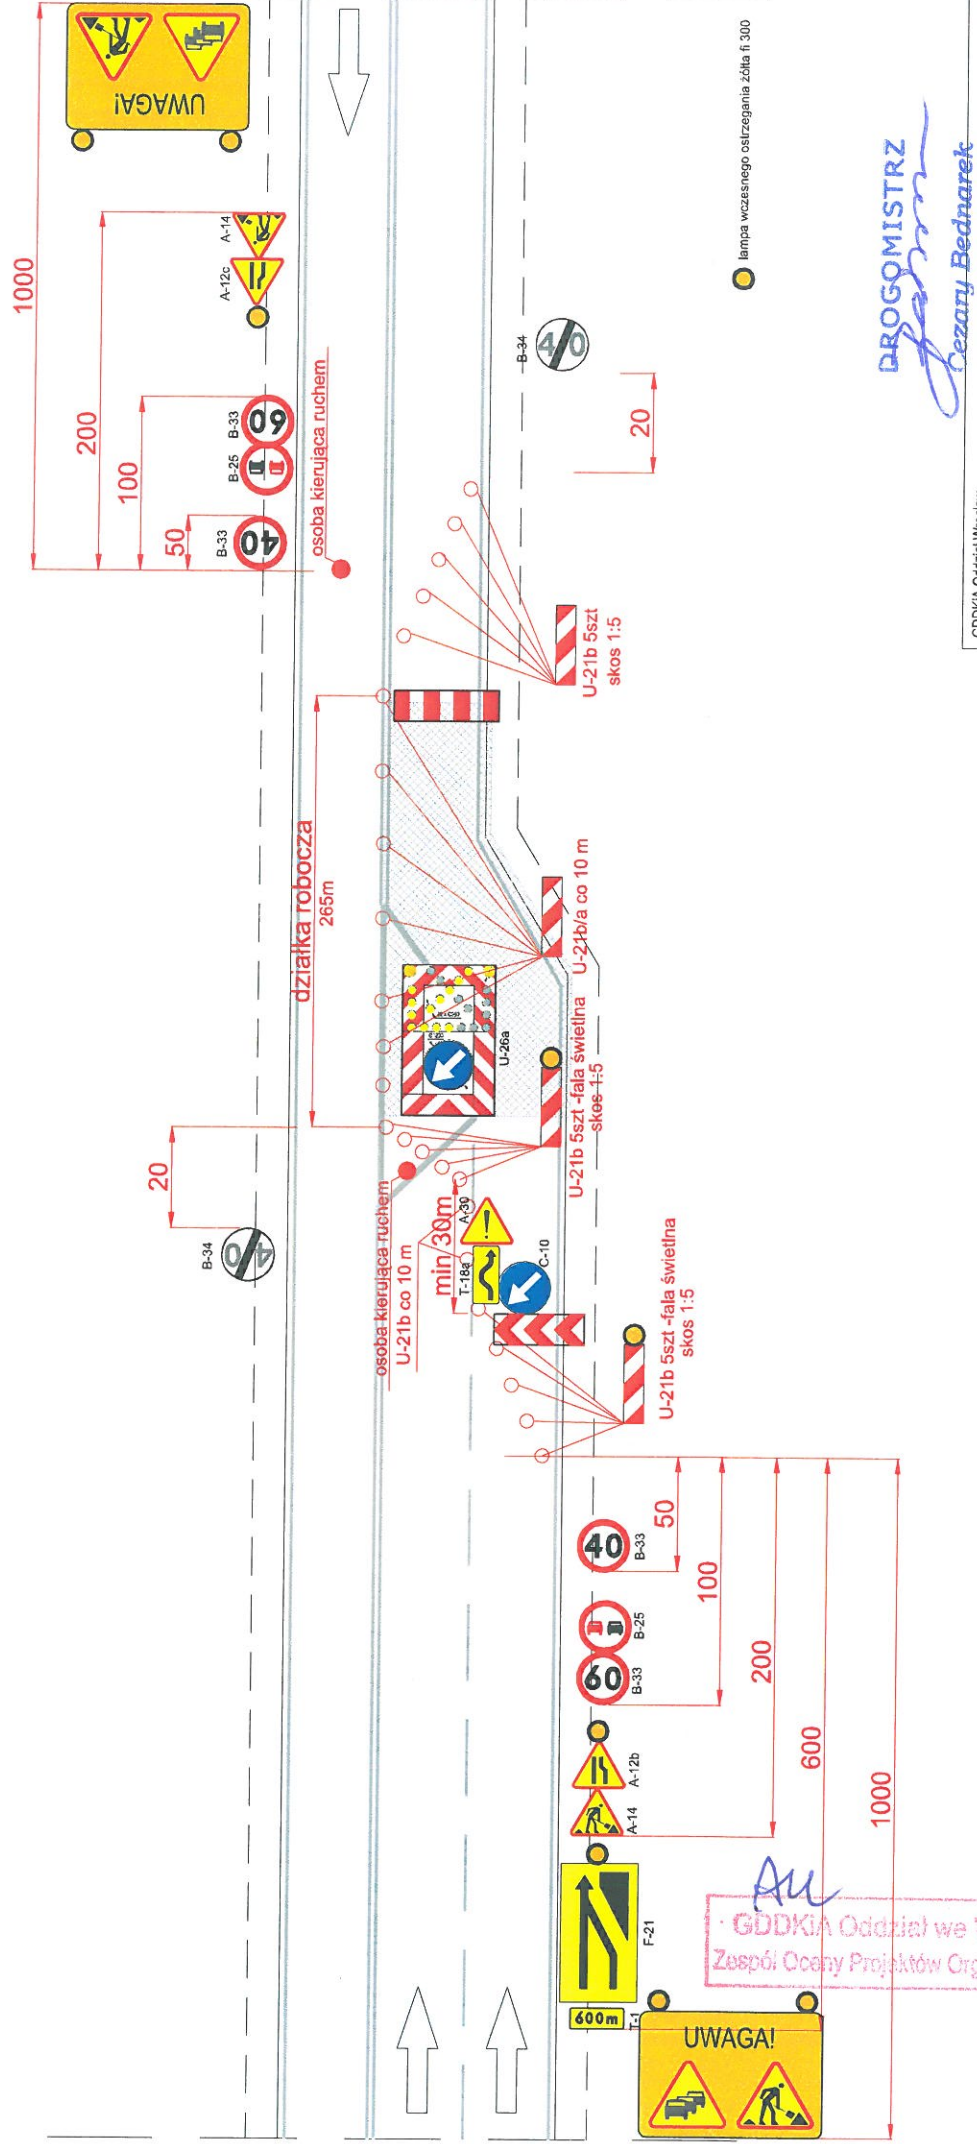 UWAGA!
1000
200
100
50
A-14
A-12c
B-33
60
B-25
B-33
40
osoba kierująca ruchem
lampa wczesnego ostrzegania żółta fi 300
B-34
40
20
DROGOMISTRZ
Cezary Bednarek
U-21b 5szt
skos 1:5
działka robocza
265m
U-21b/a co 10 m
U-26a
U-21b 5szt -fala świetlna
skos 1:5
20
B-34
40
osoba kierująca ruchem
U-21b co 10 m
min 30m
A-30
T-18a
C-10
U-21b 5szt -fala świetlna
skos 1:5
50
40
B-33
100
B-25
60
B-33
200
A-12b
A-14
600
1000
F-21
600m
T-1
UWAGA!
GDDKiA Oddział we
Zespół Oceny Projektów Org